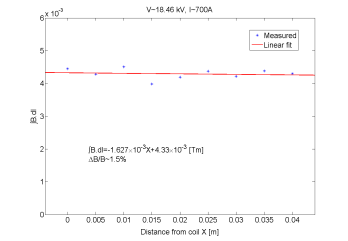 V−18.46 kV, I−700A
6 ×10⁻³
5
4
3
2
1
0
∫B.dl
Measured
Linear fit
∫B.dl=-1.627×10⁻³X+4.33×10⁻³ [Tm]
ΔB/B~1.5%
0 0.005 0.01 0.015 0.02 0.025 0.03 0.035 0.04
Distance from coil X [m]